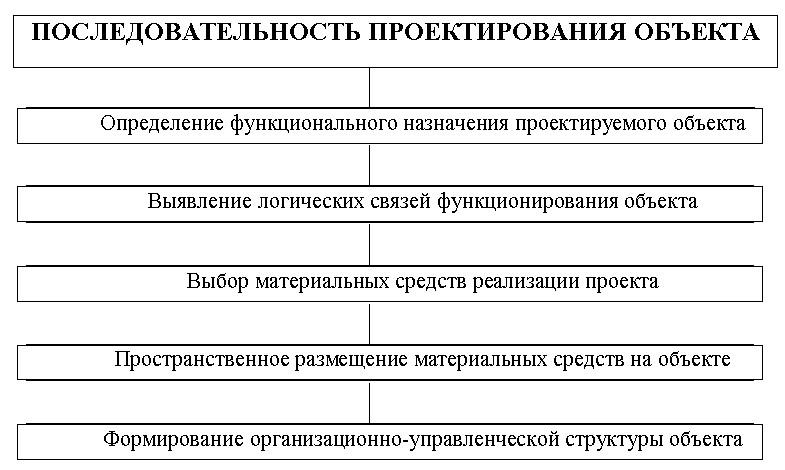 ПОСЛЕДОВАТЕЛЬНОСТЬ ПРОЕКТИРОВАНИЯ ОБЪЕКТА
Определение функционального назначения проектируемого объекта
Выявление логических связей функционирования объекта
Выбор материальных средств реализации проекта
Пространственное размещение материальных средств на объекте
Формирование организационно-управленческой структуры объекта